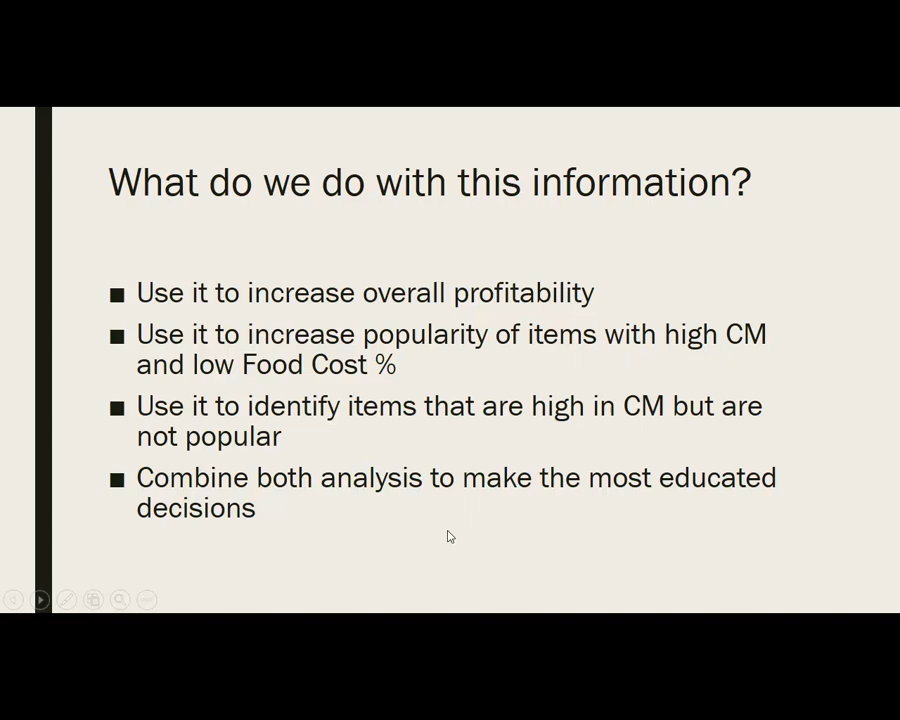 What do we do with this information?
■ Use it to increase overall profitability
■ Use it to increase popularity of items with high CM
and low Food Cost %
■ Use it to identify items that are high in CM but are
not popular
■ Combine both analysis to make the most educated
decisions